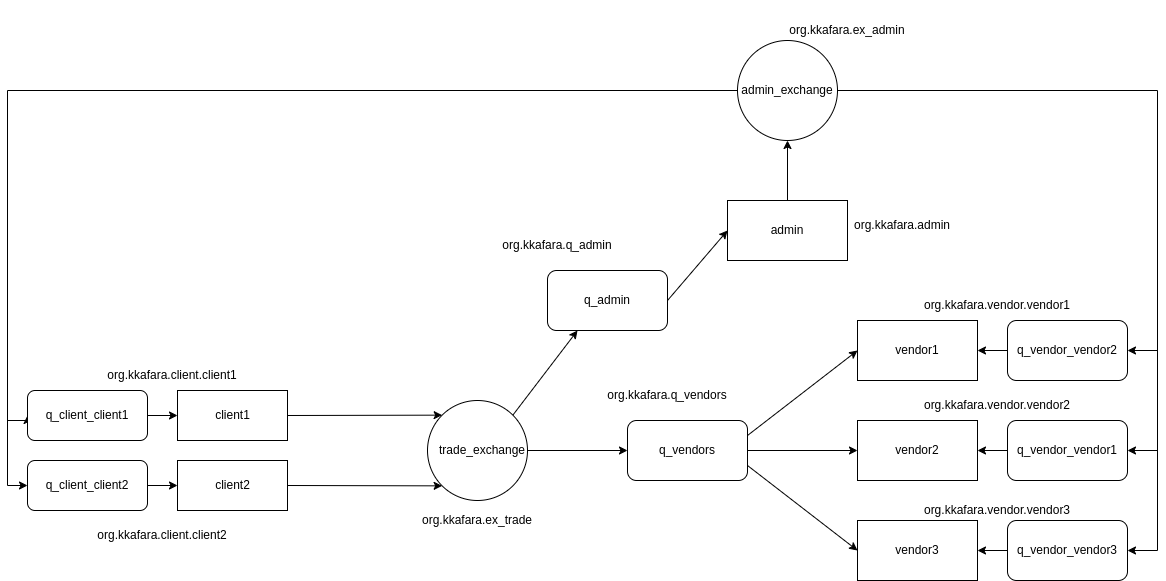 org.kkafara.ex_admin
admin_exchange
admin
org.kkafara.admin
org.kkafara.q_admin
q_admin
org.kkafara.vendor.vendor1
vendor1
q_vendor_vendor2
org.kkafara.client.client1
q_client_client1
client1
org.kkafara.q_vendors
org.kkafara.vendor.vendor2
trade_exchange
q_vendors
vendor2
q_vendor_vendor1
q_client_client2
client2
org.kkafara.ex_trade
org.kkafara.client.client2
org.kkafara.vendor.vendor3
vendor3
q_vendor_vendor3